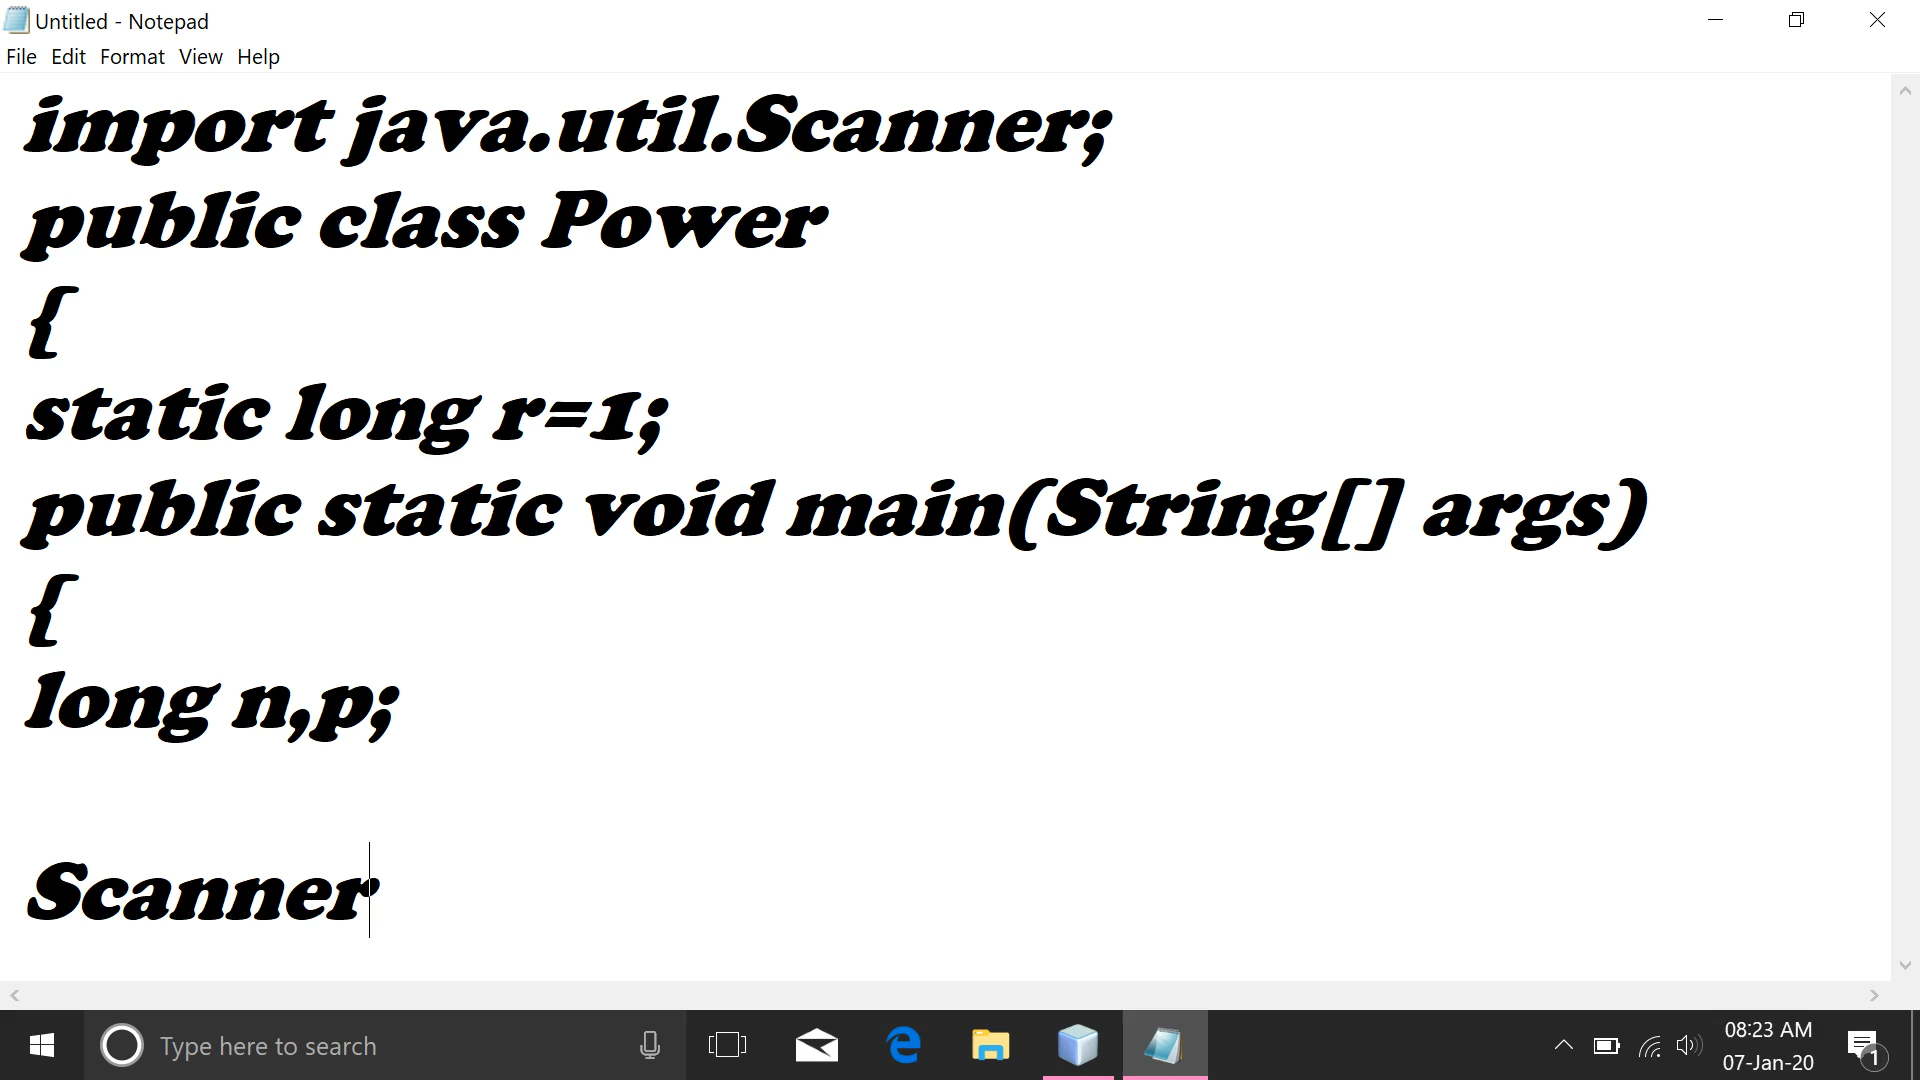 Untitled - Notepad
File Edit Format View Help
import java.util.Scanner;
public class Power
{
static long r=1;
public static void main(String[] args)
{
long n,p;
Scanner
Type here to search
08:23 AM
07-Jan-20
1